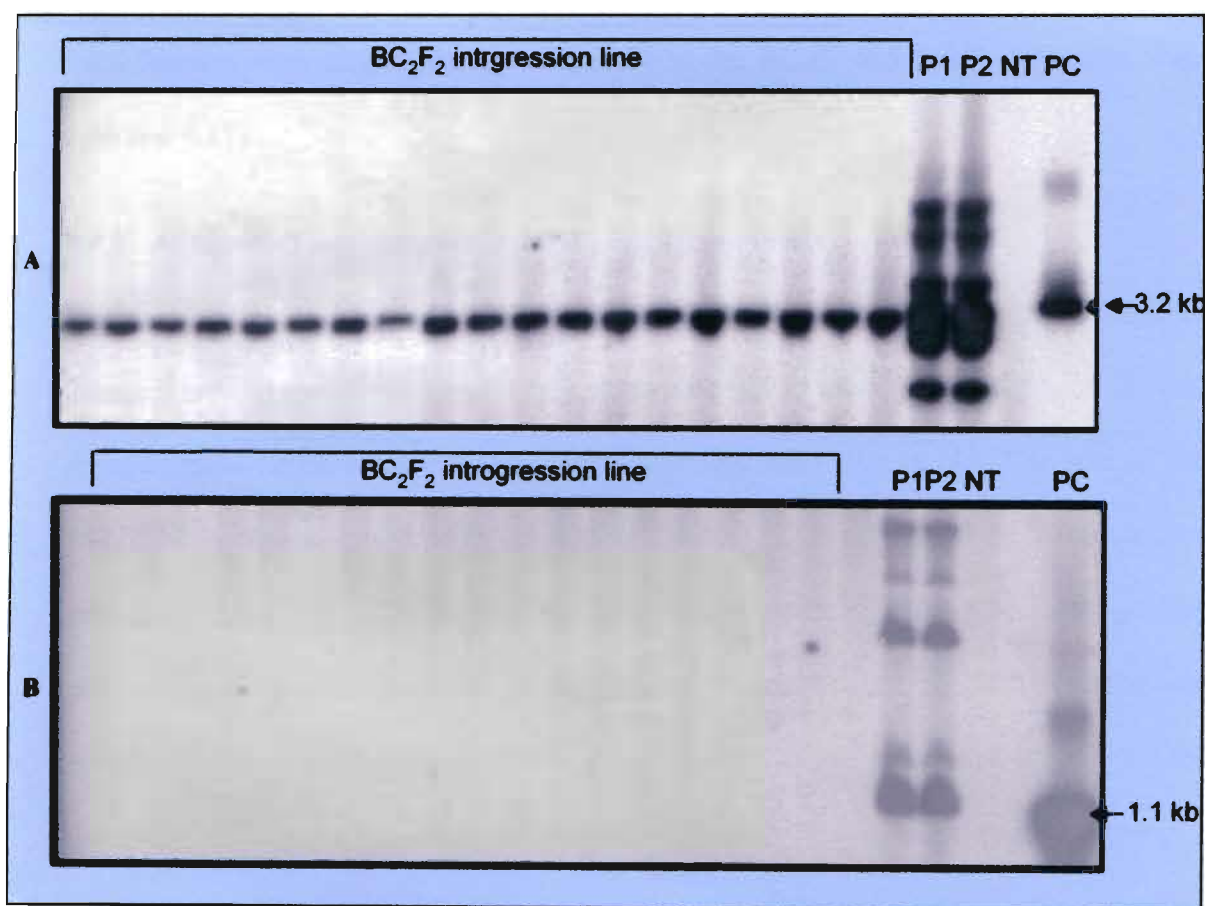 BC₂F₂ intrgression line
P1 P2 NT PC
A
3.2 kb
BC₂F₂ introgression line
P1P2 NT PC
B
1.1 kb